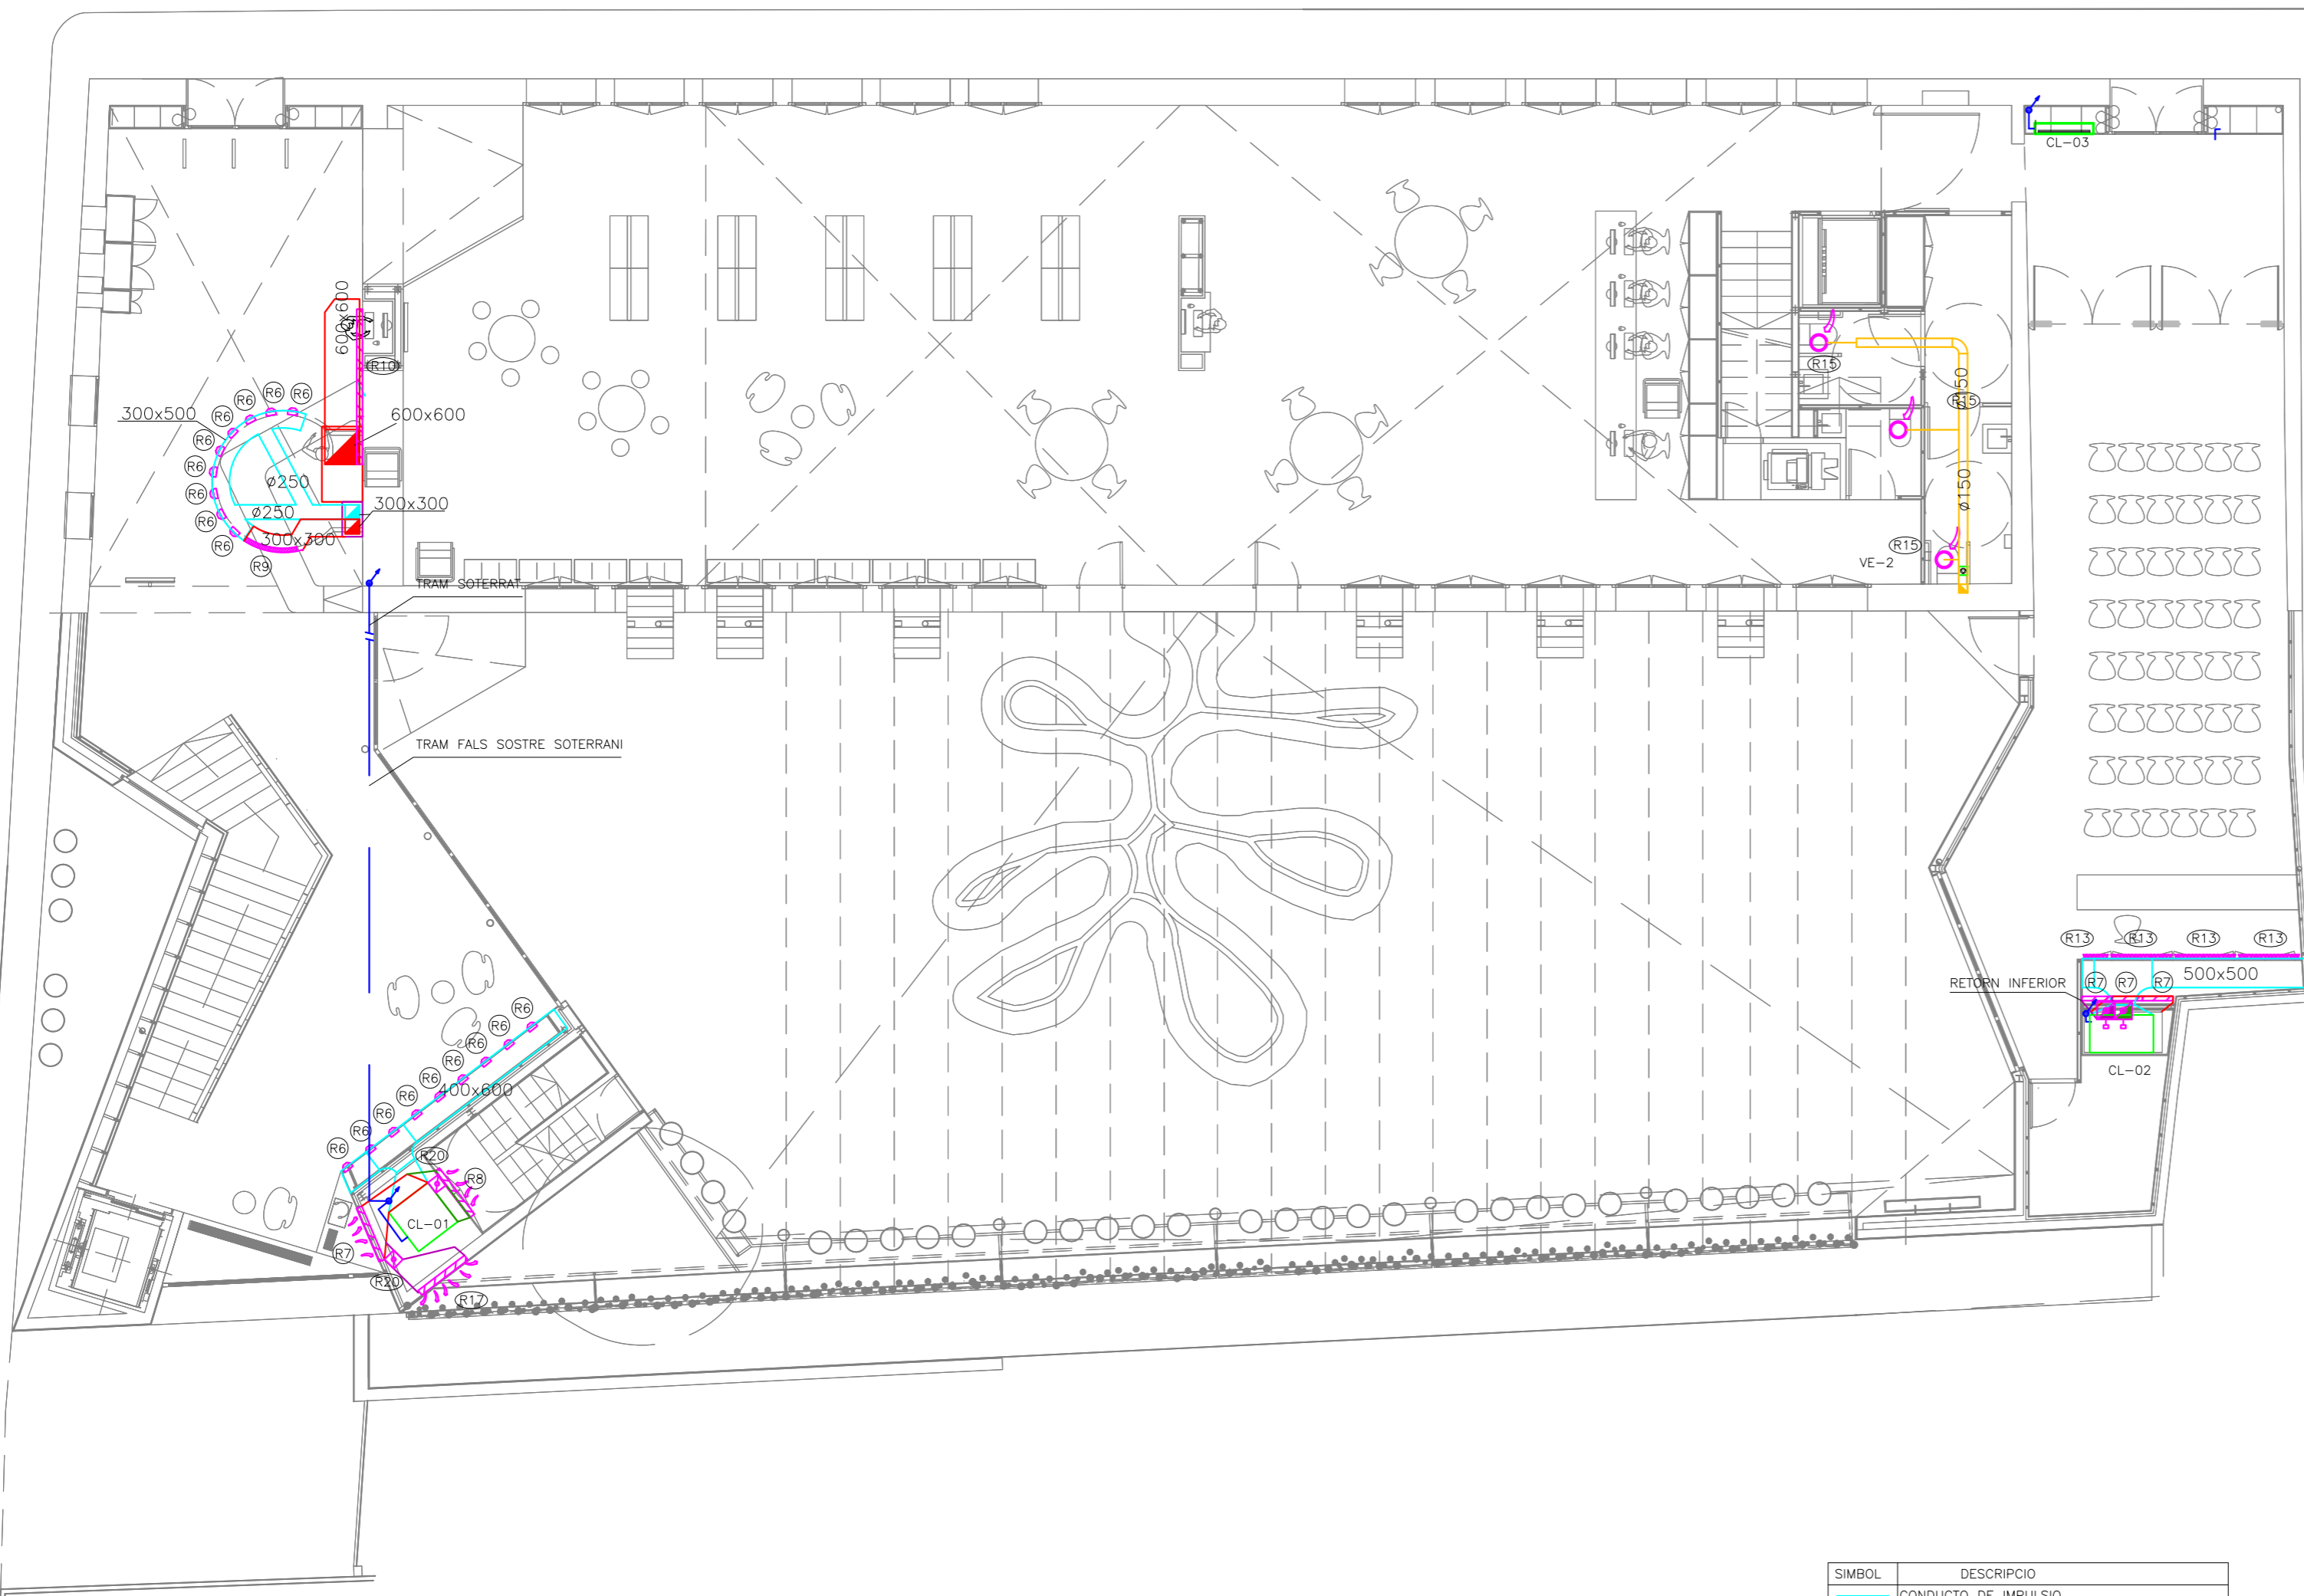 CL-03
600x600
R10
R6
R6
R6
300x500
R6
600x600
R6
R6
R6
R6
R6
R6
ø250
ø250
300x300
300x300
R9
R15
ø150
R15
ø150
R15
VE-2
TRAM SOTERRAT
TRAM FALS SOSTRE SOTERRANI
R13
R13
R13
R13
500x500
R7
R7
R7
RETORN INFERIOR
CL-02
R6
R6
R6
R6
R6
400x600
R6
R6
R6
R6
R20
R8
CL-01
R7
R20
R17
SIMBOL
DESCRIPCIO
CONDUCTO DE IMPULSIO